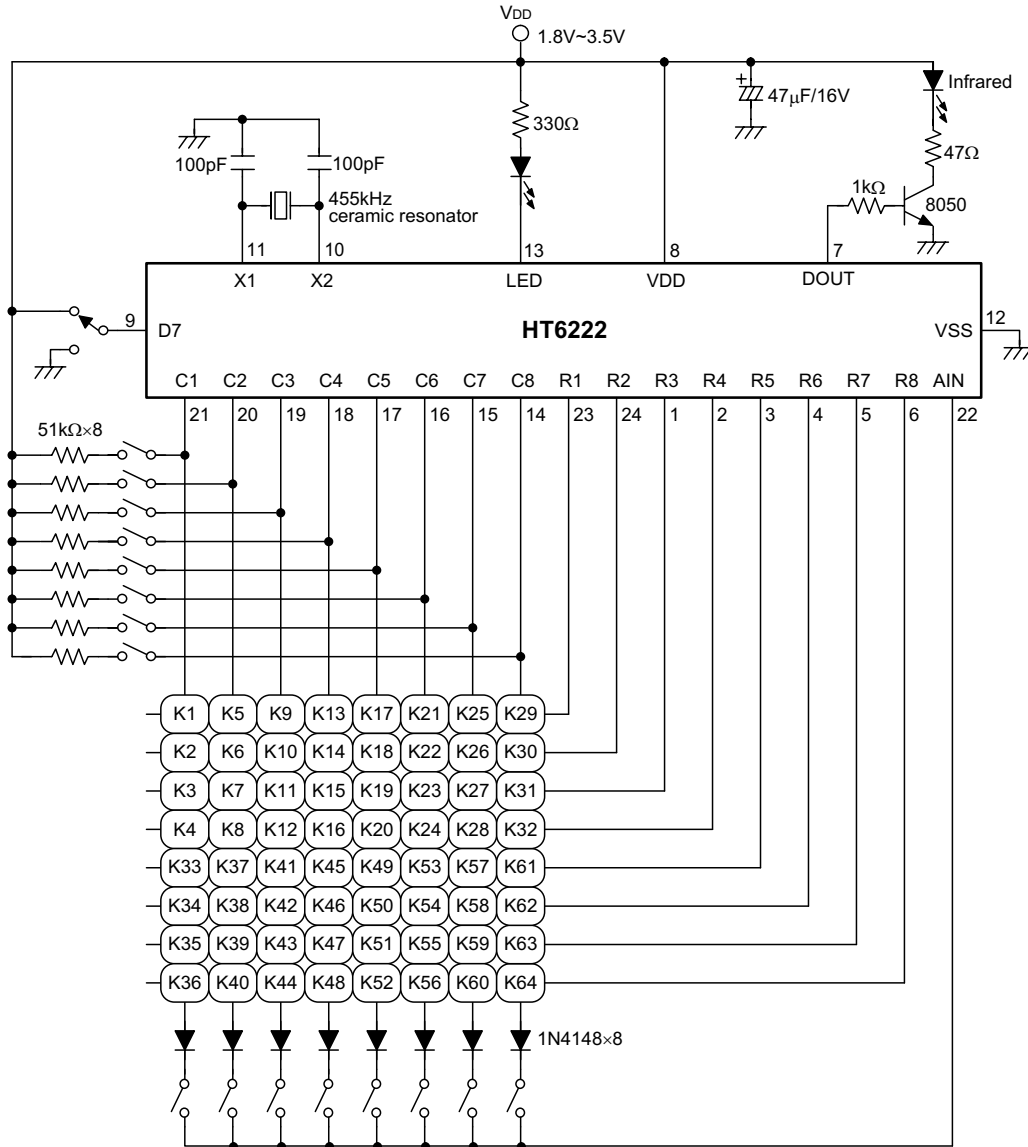 VDD
1.8V~3.5V
Infrared
47µF/16V
330Ω
100pF 100pF
47Ω
1kΩ
455kHz
ceramic resonator
8050
11 10 13 8 7
X1 X2 LED VDD DOUT
9 D7 HT6222 VSS 12
C1 C2 C3 C4 C5 C6 C7 C8 R1 R2 R3 R4 R5 R6 R7 R8 AIN
21 20 19 18 17 16 15 14 23 24 1 2 3 4 5 6 22
51kΩ×8
K1 K5 K9 K13 K17 K21 K25 K29
K2 K6 K10 K14 K18 K22 K26 K30
K3 K7 K11 K15 K19 K23 K27 K31
K4 K8 K12 K16 K20 K24 K28 K32
K33 K37 K41 K45 K49 K53 K57 K61
K34 K38 K42 K46 K50 K54 K58 K62
K35 K39 K43 K47 K51 K55 K59 K63
K36 K40 K44 K48 K52 K56 K60 K64
1N4148×8